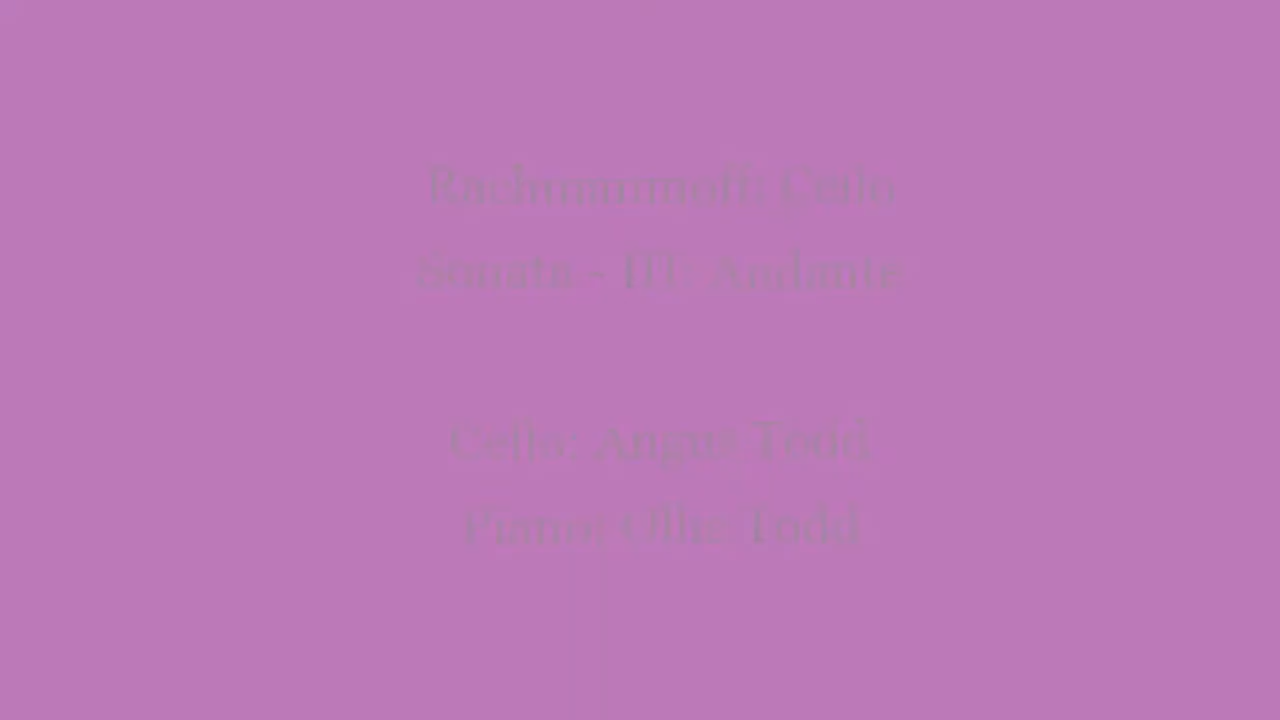 Rachmaninoff: Cello
Sonata - III: Andante
Cello: Angus Todd
Piano: Ollie Todd